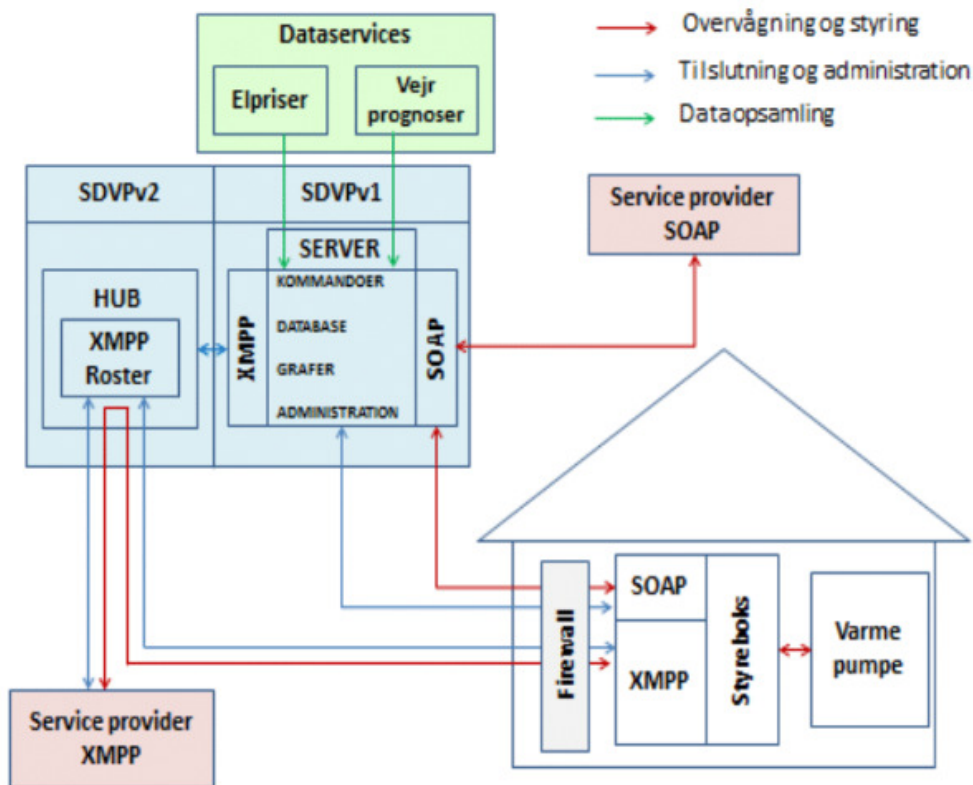 Dataservices
Elpriser
Vejr
prognoser
Overvågning og styring
Tilslutning og administration
Dataopsamling
SDVPv2
SDVPv1
Service provider
SOAP
SERVER
HUB
XMPP
Roster
XMPP
KOMMANDOER
DATABASE
GRAFER
ADMINISTRATION
SOAP
Firewall
SOAP
XMPP
Styreboks
Varme
pumpe
Service provider
XMPP